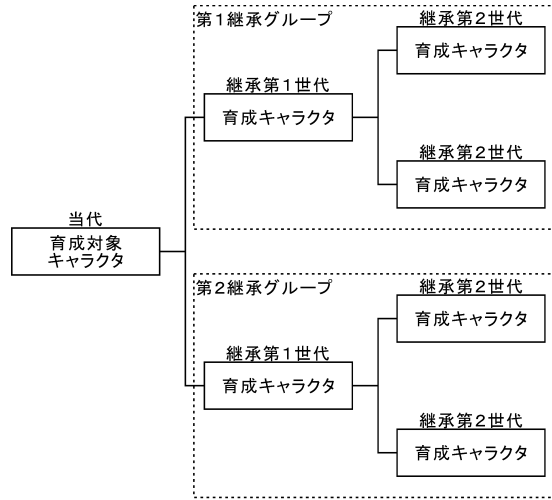 第１継承グループ
継承第２世代
育成キャラクタ
継承第１世代
育成キャラクタ
継承第２世代
育成キャラクタ
当代
育成対象
キャラクタ
第２継承グループ
継承第２世代
育成キャラクタ
継承第１世代
育成キャラクタ
継承第２世代
育成キャラクタ